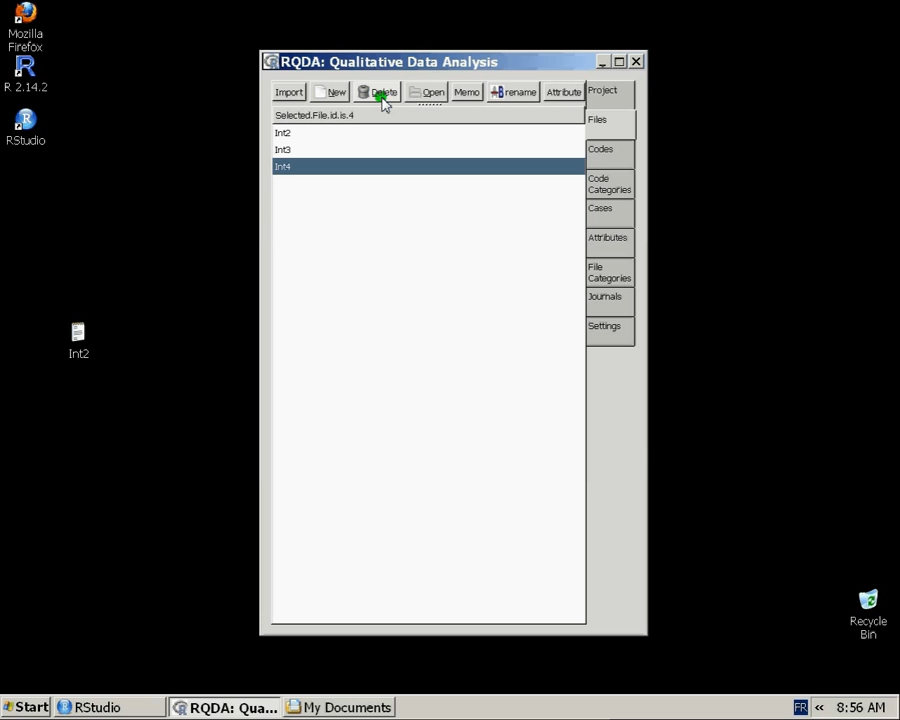 Mozilla
Firefox
R 2.14.2
RStudio
Int2
RQDA: Qualitative Data Analysis
Import New Delete Open Memo rename Attribute
Selected.File.id.is.4
Int2
Int3
Int4
Project
Files
Codes
Code
Categories
Cases
Attributes
File
Categories
Journals
Settings
Recycle
Bin
Start RStudio RQDA: Qua... My Documents FR « 8:56 AM